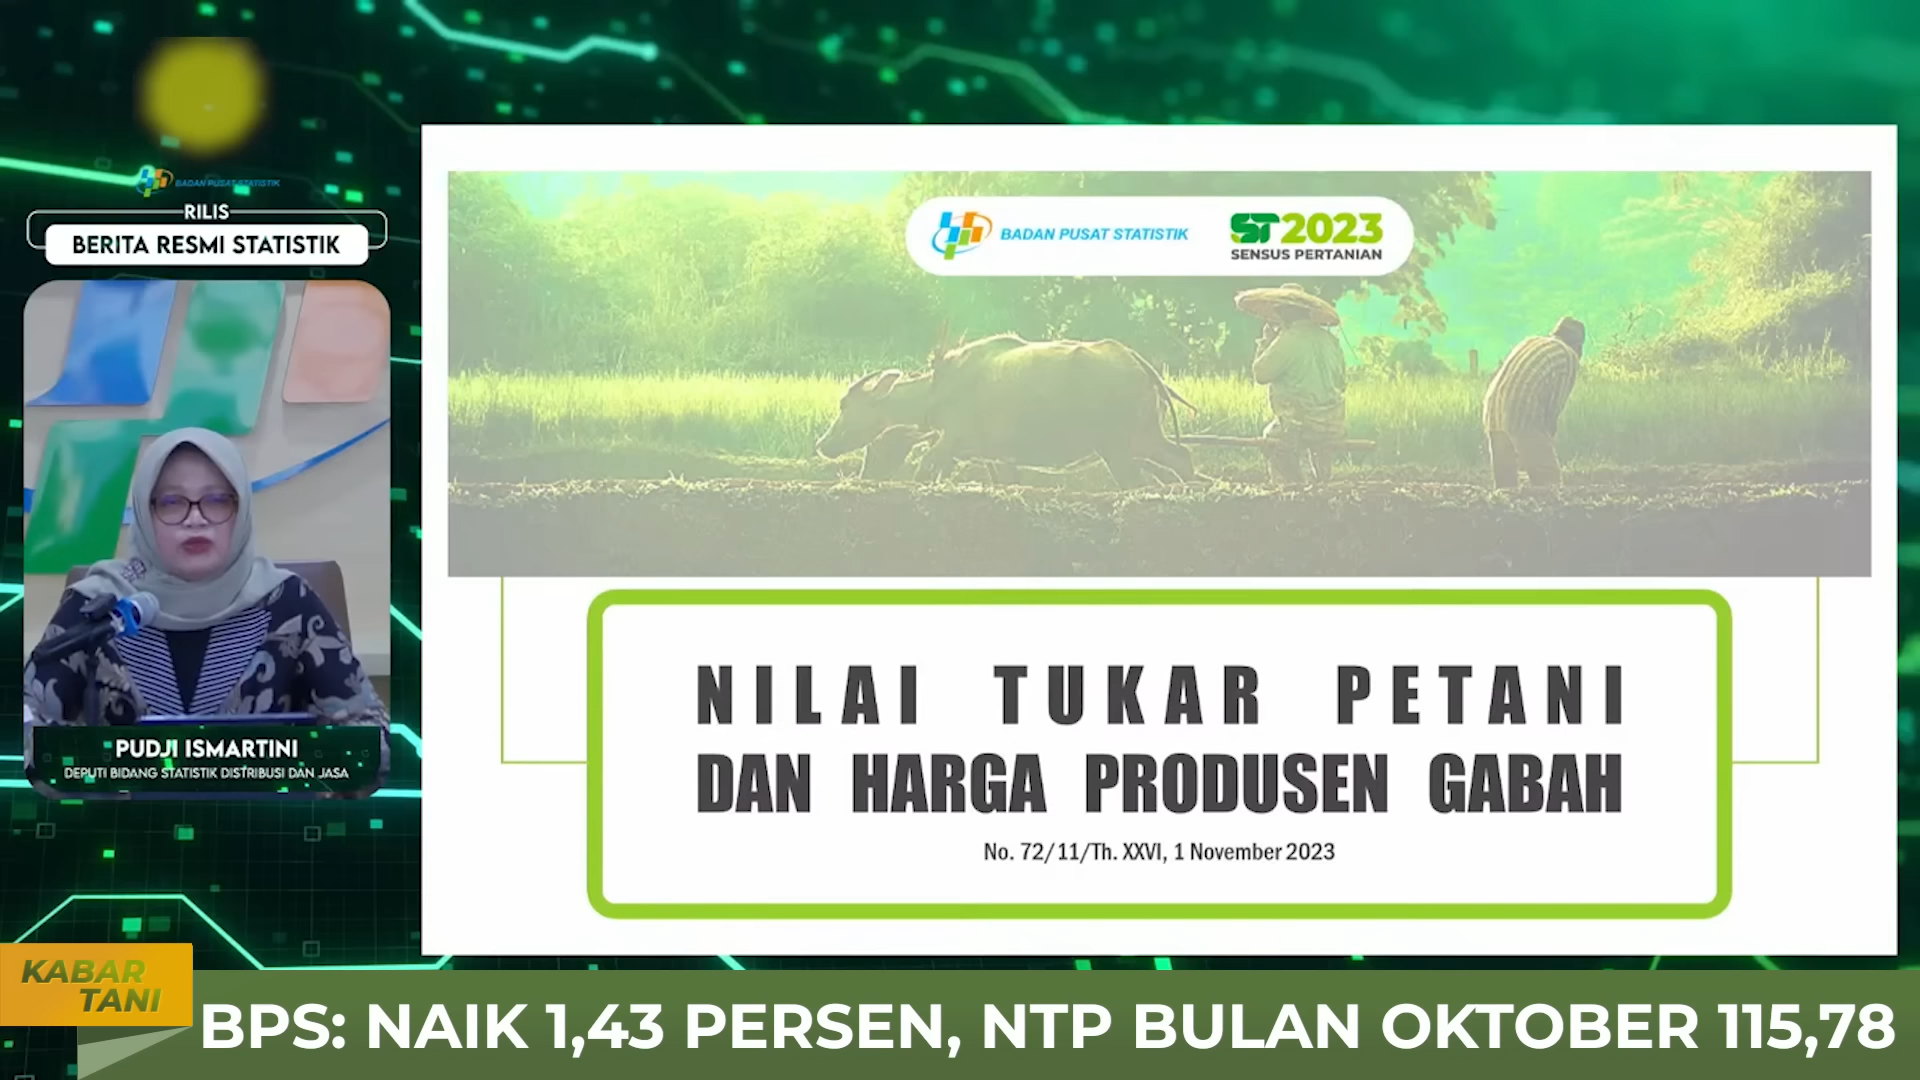 BADAN PUSAT STATISTIK
RILIS
BERITA RESMI STATISTIK
PUDJI ISMARTINI
DEPUTI BIDANG STATISTIK DISTRIBUSI DAN JASA
BADAN PUSAT STATISTIK
ST2023
SENSUS PERTANIAN
NILAI TUKAR PETANI
DAN HARGA PRODUSEN GABAH
No. 72/11/Th. XXVI, 1 November 2023
KABAR
TANI
BPS: NAIK 1,43 PERSEN, NTP BULAN OKTOBER 115,78